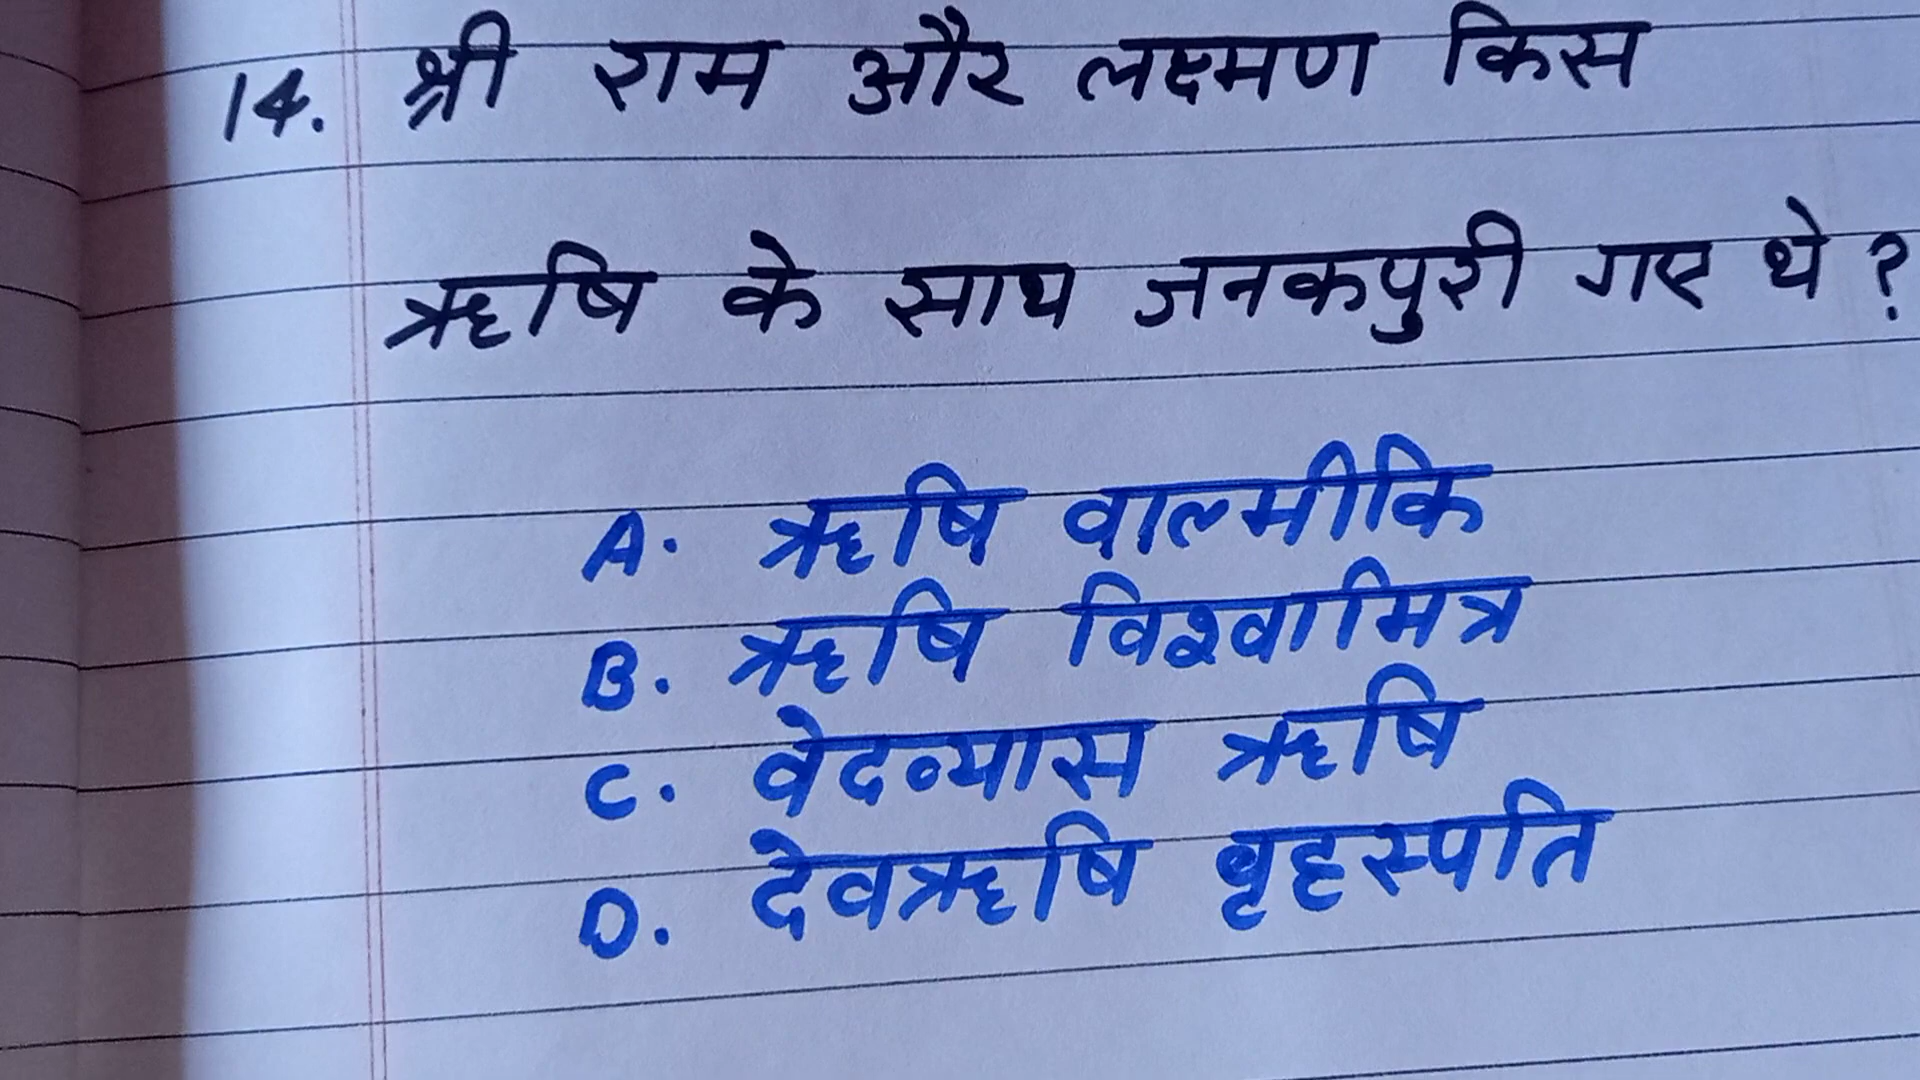 14. श्री राम और लक्ष्मण किस
ऋषि के साथ जनकपुरी गए थे ?
A. ऋषि वाल्मीकि
B. ऋषि विश्वामित्र
C. वेदव्यास ऋषि
D. देवऋषि बृहस्पति